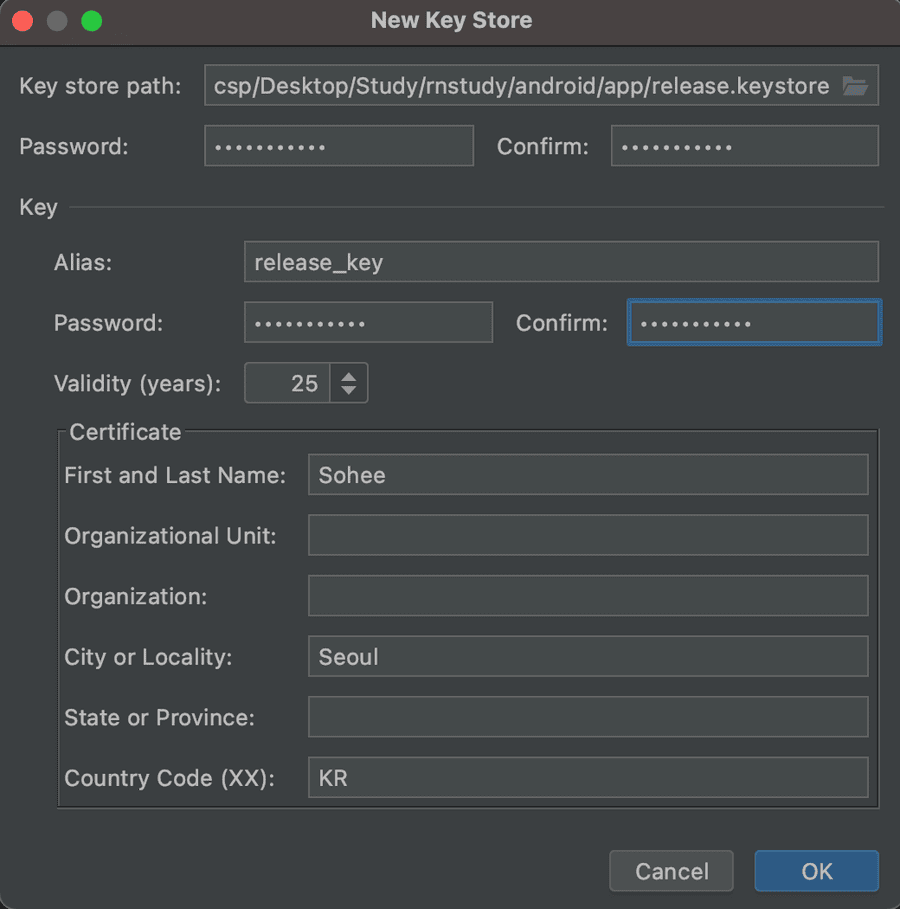 New Key Store
Key store path: csp/Desktop/Study/rnstudy/android/app/release.keystore
Password: ••••••••••• Confirm: •••••••••••
Key
Alias: release_key
Password: ••••••••••• Confirm: •••••••••••
Validity (years): 25
Certificate
First and Last Name: Sohee
Organizational Unit:
Organization:
City or Locality: Seoul
State or Province:
Country Code (XX): KR
Cancel OK